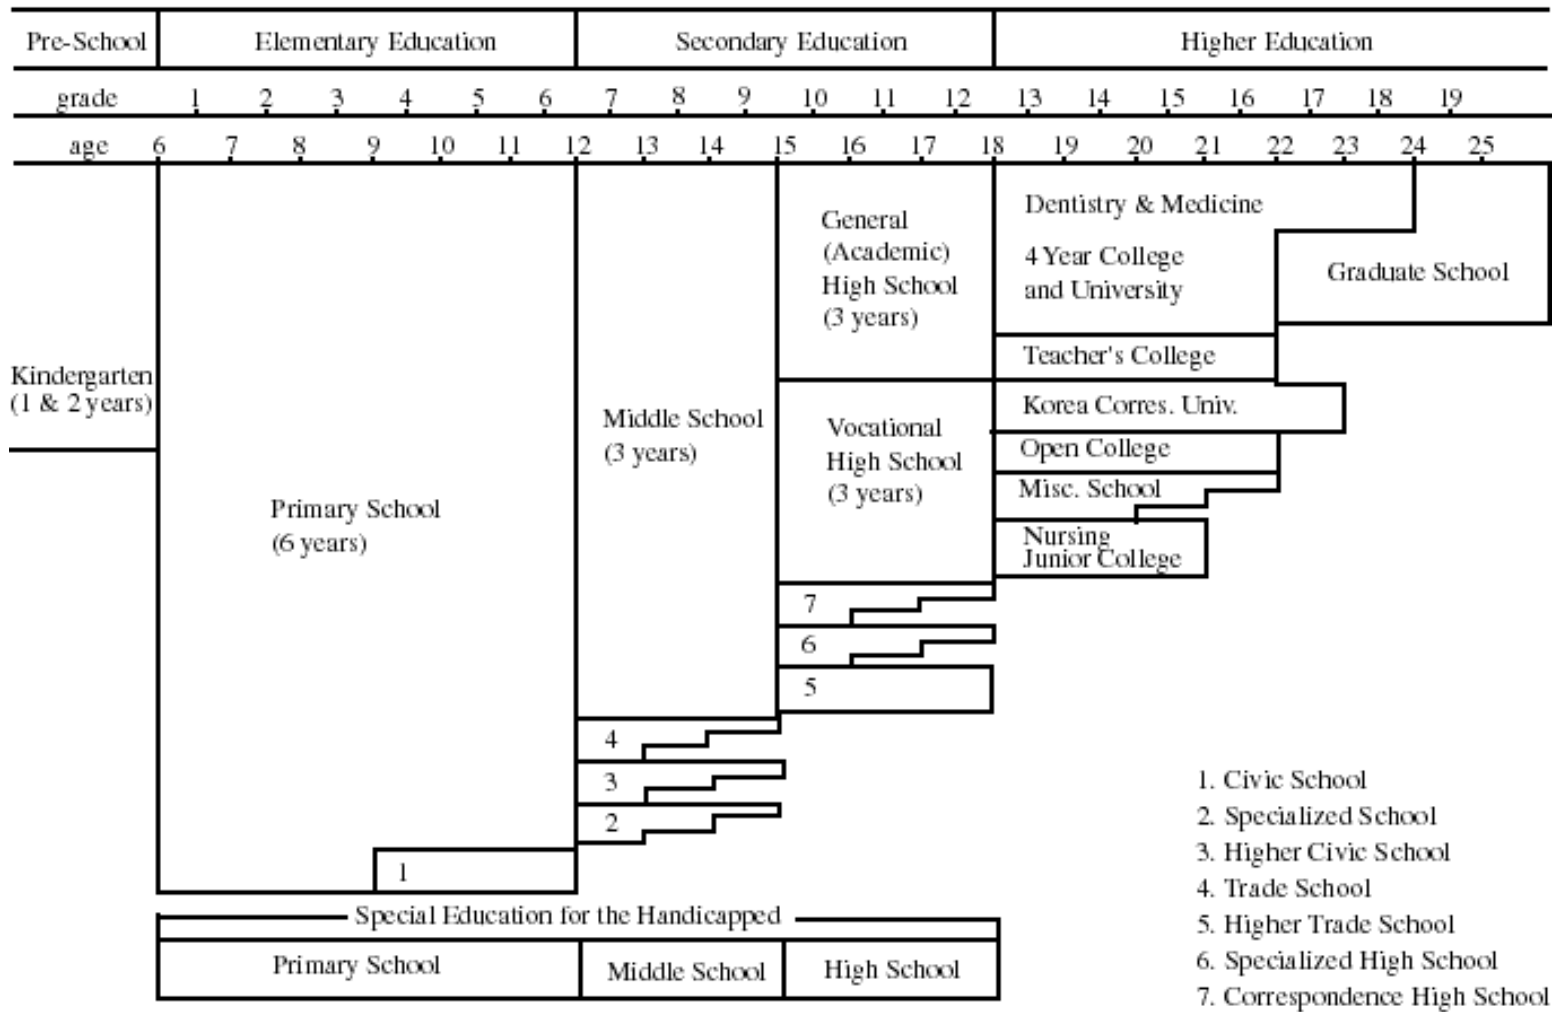 Pre-School Elementary Education Secondary Education Higher Education
grade 1 2 3 4 5 6 7 8 9 10 11 12 13 14 15 16 17 18 19
age 6 7 8 9 10 11 12 13 14 15 16 17 18 19 20 21 22 23 24 25
Kindergarten
(1 & 2 years)
Primary School
(6 years)
Middle School
(3 years)
General
(Academic)
High School
(3 years)
Vocational
High School
(3 years)
Dentistry & Medicine
4 Year College
and University
Graduate School
Teacher's College
Korea Corres. Univ.
Open College
Misc. School
Nursing
Junior College
7
6
5
4
3
2
1
Special Education for the Handicapped
Primary School Middle School High School
1. Civic School
2. Specialized School
3. Higher Civic School
4. Trade School
5. Higher Trade School
6. Specialized High School
7. Correspondence High School